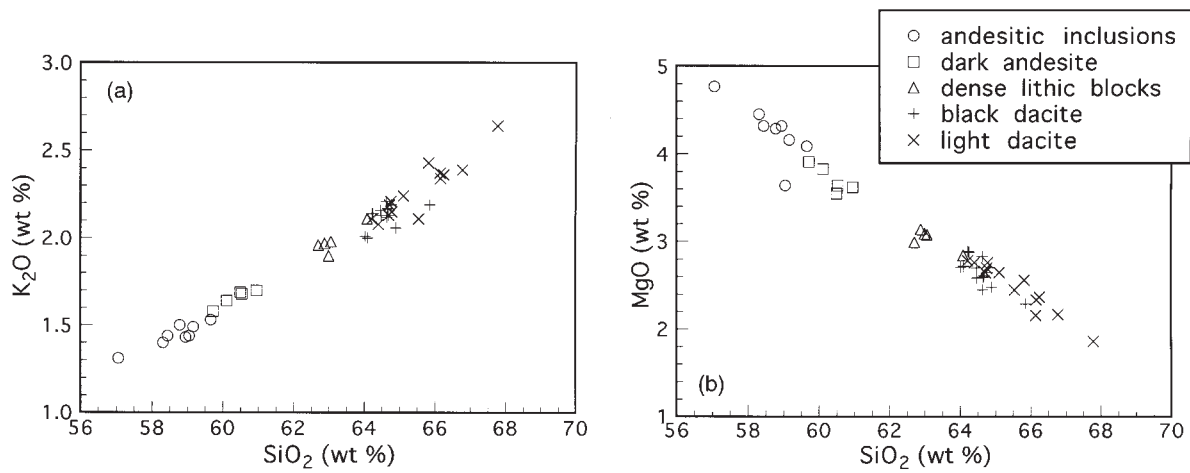 3.0
(a)
2.5
2.0
1.5
1.0
K₂O (wt %)
56 58 60 62 64 66 68 70
SiO₂ (wt %)
andesitic inclusions
dark andesite
dense lithic blocks
black dacite
light dacite
5
4
3
2
1
MgO (wt %)
(b)
56 58 60 62 64 66 68 70
SiO₂ (wt %)